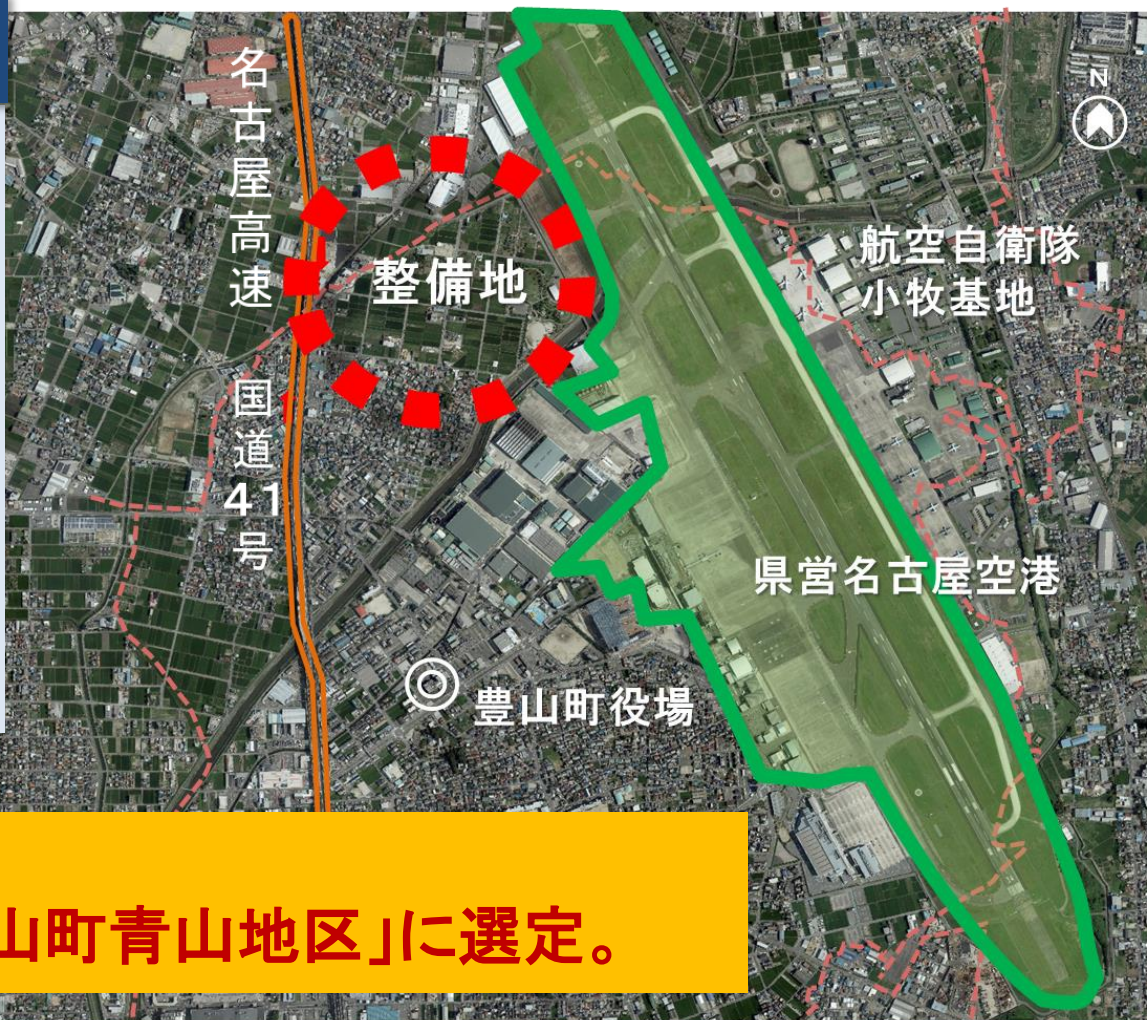 名古屋高速
国道41号
整備地
N
航空自衛隊
小牧基地
県営名古屋空港
豊山町役場
山町青山地区」に選定。